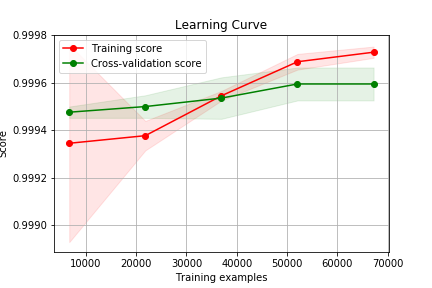 Learning Curve
0.9998
Training score
Cross-validation score
0.9996
0.9994
0.9992
0.9990
Score
10000 20000 30000 40000 50000 60000 70000
Training examples